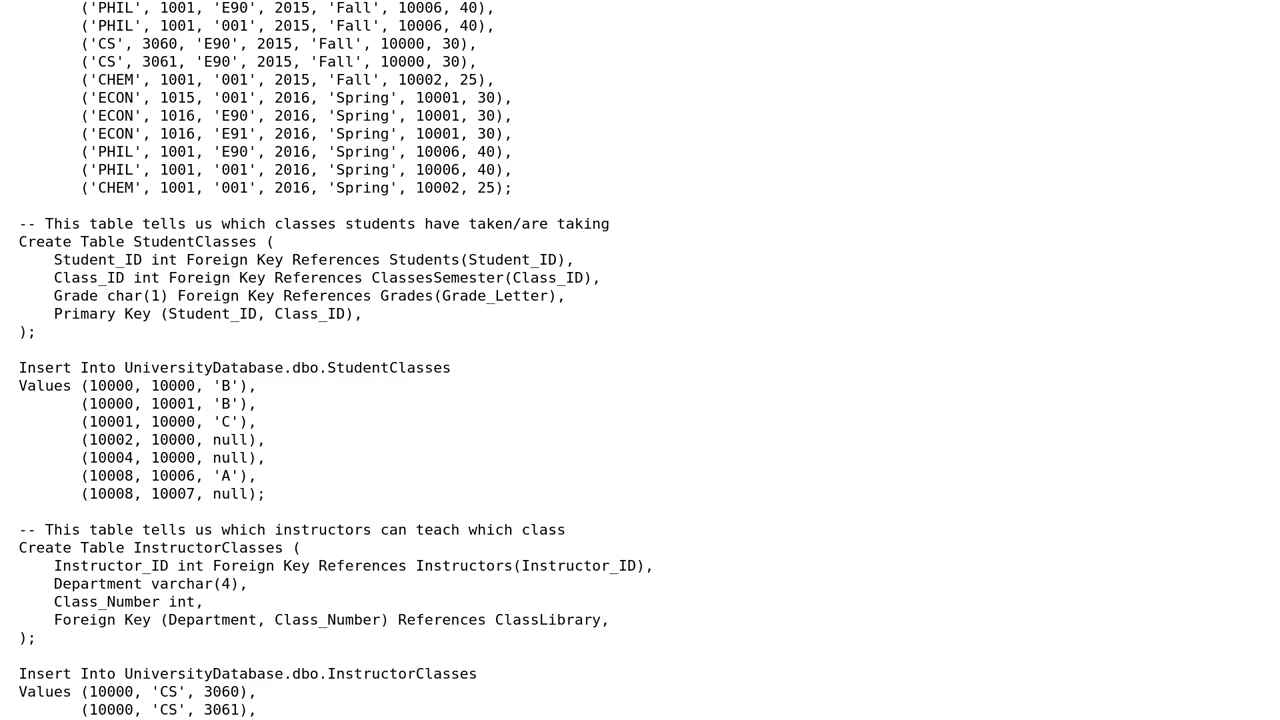 ('PHIL', 1001, 'E90', 2015, 'Fall', 10006, 40),
('PHIL', 1001, '001', 2015, 'Fall', 10006, 40),
('CS', 3060, 'E90', 2015, 'Fall', 10000, 30),
('CS', 3061, 'E90', 2015, 'Fall', 10000, 30),
('CHEM', 1001, '001', 2015, 'Fall', 10002, 25),
('ECON', 1015, '001', 2016, 'Spring', 10001, 30),
('ECON', 1016, 'E90', 2016, 'Spring', 10001, 30),
('ECON', 1016, 'E91', 2016, 'Spring', 10001, 30),
('PHIL', 1001, 'E90', 2016, 'Spring', 10006, 40),
('PHIL', 1001, '001', 2016, 'Spring', 10006, 40),
('CHEM', 1001, '001', 2016, 'Spring', 10002, 25);
-- This table tells us which classes students have taken/are taking
Create Table StudentClasses (
Student_ID int Foreign Key References Students(Student_ID),
Class_ID int Foreign Key References ClassesSemester(Class_ID),
Grade char(1) Foreign Key References Grades(Grade_Letter),
Primary Key (Student_ID, Class_ID),
);
Insert Into UniversityDatabase.dbo.StudentClasses
Values (10000, 10000, 'B'),
(10000, 10001, 'B'),
(10001, 10000, 'C'),
(10002, 10000, null),
(10004, 10000, null),
(10008, 10006, 'A'),
(10008, 10007, null);
-- This table tells us which instructors can teach which class
Create Table InstructorClasses (
Instructor_ID int Foreign Key References Instructors(Instructor_ID),
Department varchar(4),
Class_Number int,
Foreign Key (Department, Class_Number) References ClassLibrary,
);
Insert Into UniversityDatabase.dbo.InstructorClasses
Values (10000, 'CS', 3060),
(10000, 'CS', 3061),